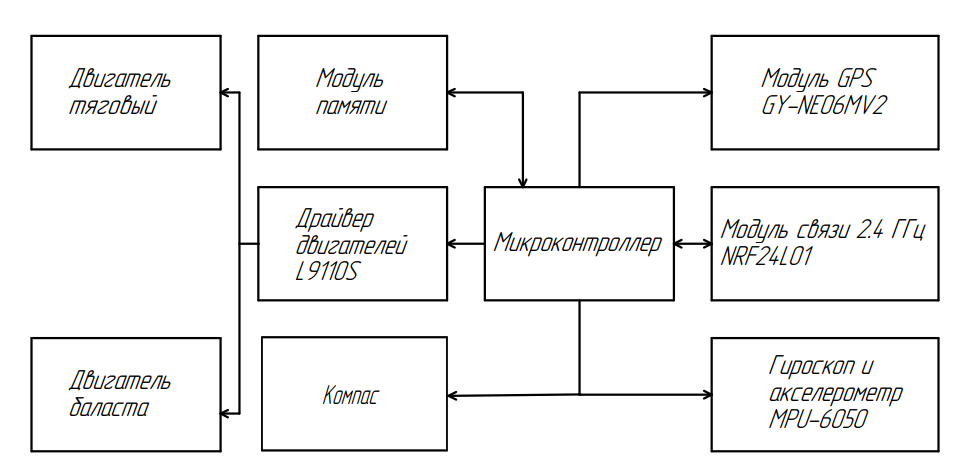 Двигатель
тяговый
Модуль
памяти
Модуль GPS
GY-NEO6MV2
Драйвер
двигателей
L9110S
Микроконтроллер
Модуль связи 2.4 ГГц
NRF24L01
Двигатель
баласта
Компас
Гироскоп и
акселерометр
MPU-6050